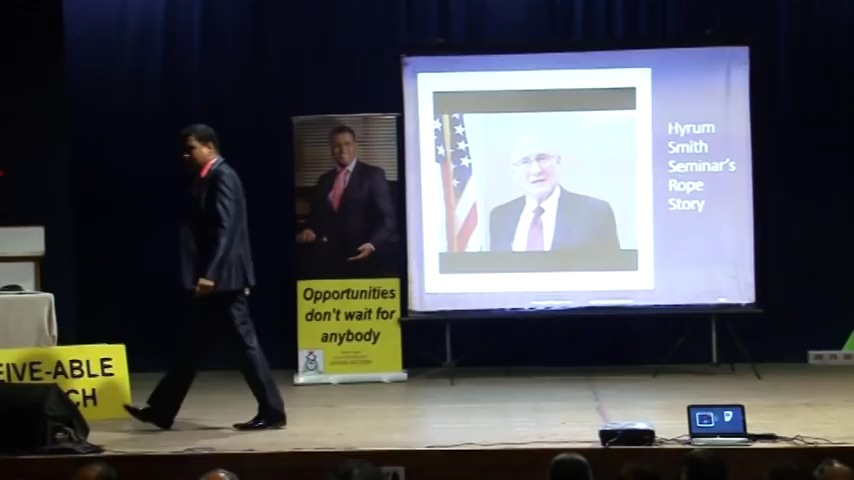 Hyrum
Smith
Seminar's
Rope
Story
Opportunities
don't wait for
anybody
FIVE-ABLE
CH